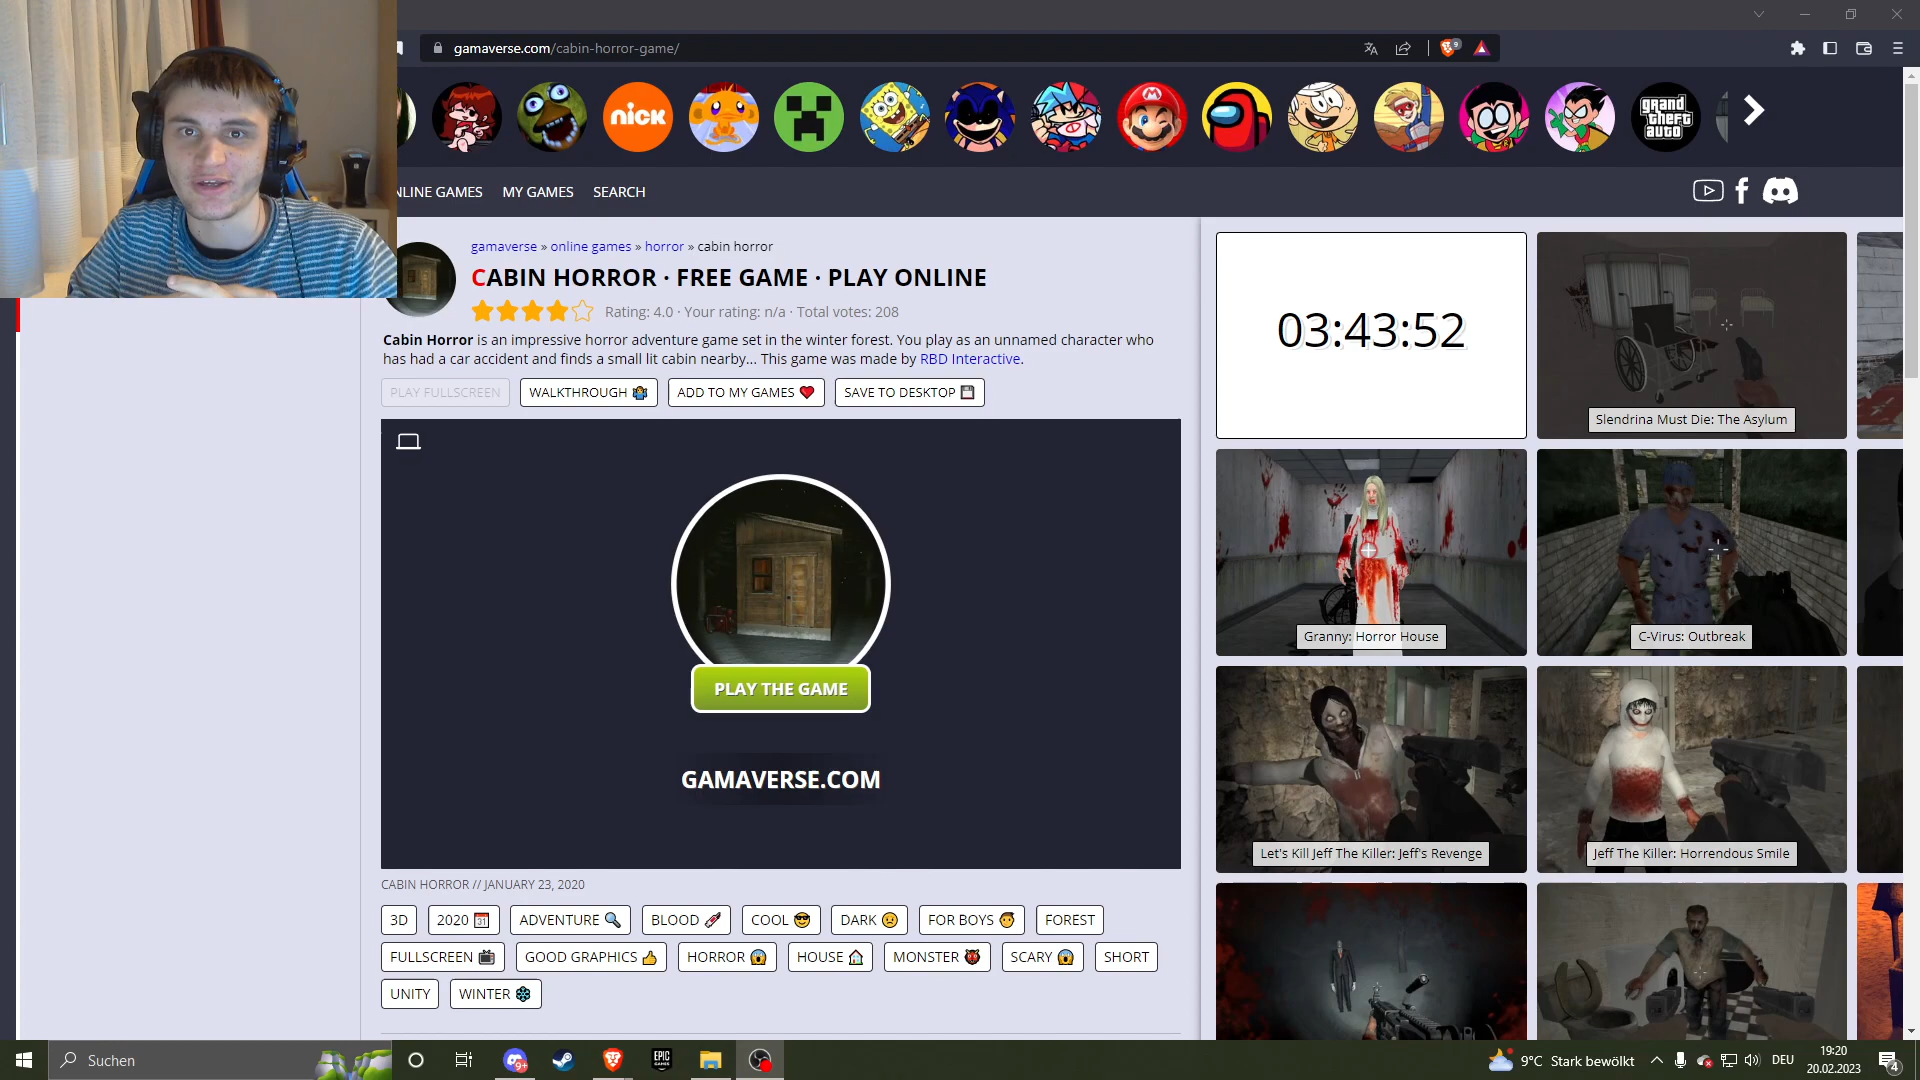 gamaverse.com/cabin-horror-game/
9
nick
M
grand
theft
auto
NLINE GAMES MY GAMES SEARCH
gamaverse » online games » horror » cabin horror
CABIN HORROR · FREE GAME · PLAY ONLINE
Rating: 4.0 · Your rating: n/a · Total votes: 208
Cabin Horror is an impressive horror adventure game set in the winter forest. You play as an unnamed character who
has had a car accident and finds a small lit cabin nearby... This game was made by RBD Interactive.
PLAY FULLSCREEN WALKTHROUGH ADD TO MY GAMES SAVE TO DESKTOP
PLAY THE GAME
GAMAVERSE.COM
CABIN HORROR // JANUARY 23, 2020
3D 2020 ADVENTURE BLOOD COOL DARK FOR BOYS FOREST
FULLSCREEN GOOD GRAPHICS HORROR HOUSE MONSTER SCARY SHORT
UNITY WINTER
03:43:52
Slendrina Must Die: The Asylum
Granny: Horror House
C-Virus: Outbreak
Let's Kill Jeff The Killer: Jeff's Revenge
Jeff The Killer: Horrendous Smile
Suchen
9+
EPIC
GAMES
9°C Stark bewölkt
DEU
19:20
20.02.2023
4